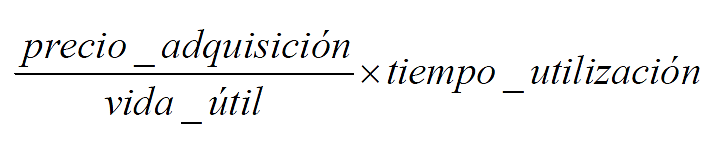 precio_adquisición
vida_útil
×tiempo_utilización